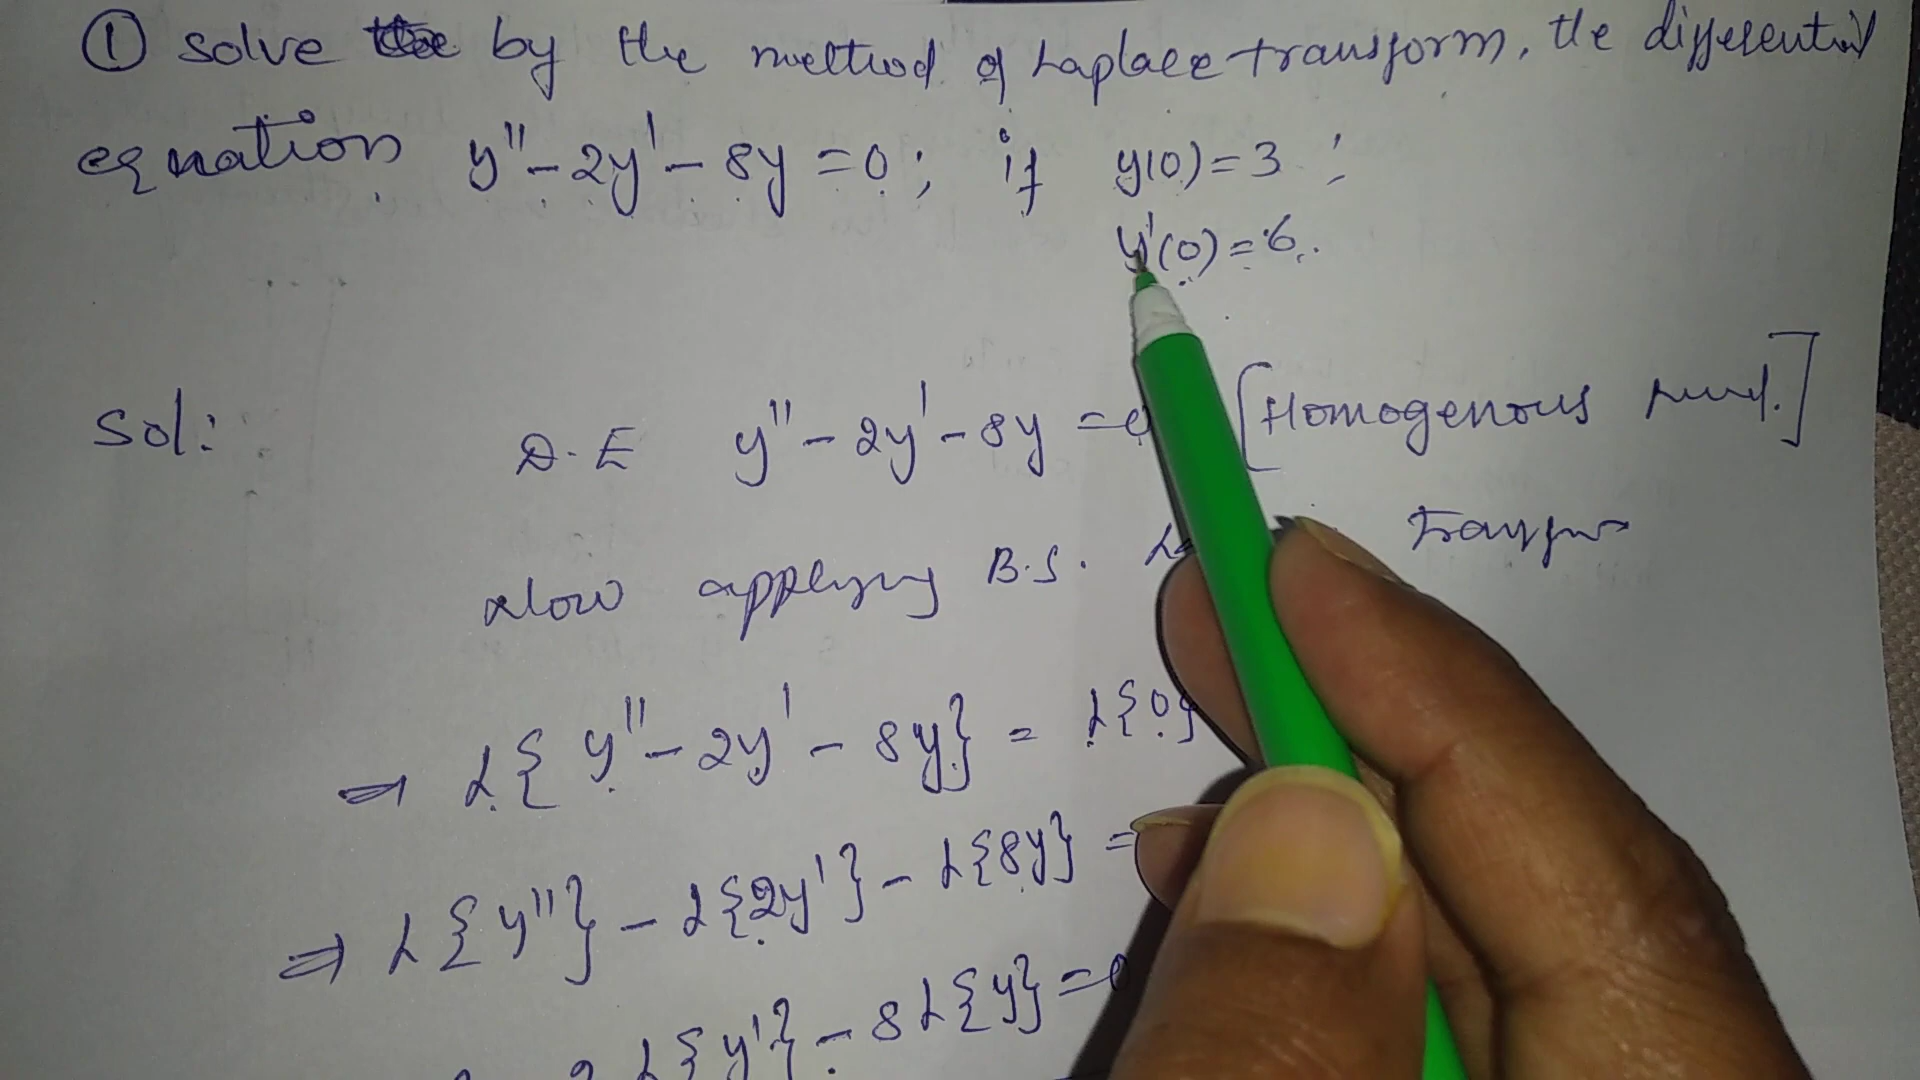 ① solve by the method of Laplace transform, the differential
equation y'' - 2y' - 8y = 0 ; if y(0) = 3 ;
y'(0) = 6.
Sol: D.E y'' - 2y' - 8y = 0 [Homogenous
Now applying B.S.
⇒ L{y'' - 2y' - 8y} = L{0}
⇒ L{y''} - L{2y'} - L{8y} =
L{y'} - 8L{y} = 0